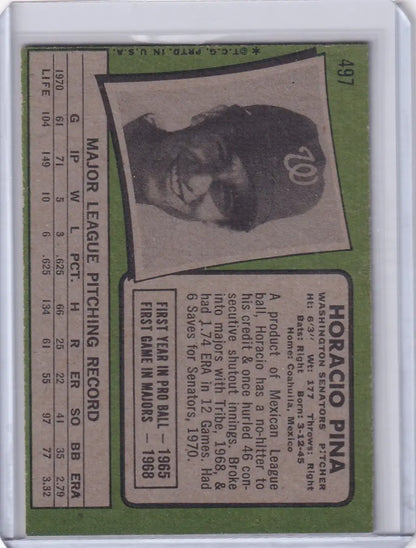 497
HORACIO PINA
WASHINGTON SENATORS PITCHER
Ht: 6/3" Wt: 177 Throws: Right
Bats: Right Born: 3-12-45
Home: Coahuila, Mexico
A product of Mexican League
ball, Horacio has a no-hitter to
his credit & once hurled 46 con-
secutive shutout innings. Broke
into majors with Tribe, 1968, &
Had 1.74 ERA in 12 Games. Had
6 Saves for Senators, 1970.
FIRST YEAR IN PRO BALL — 1965
FIRST GAME IN MAJORS — 1968
W
✶©T.C.G. PRTD. IN U.S.A.
MAJOR LEAGUE PITCHING RECORD
G IP W L PCT. H R ER SO BB ERA
1970 61 71 5 3 .625 66 25 22 41 35 2.79
LIFE 104 149 10 6 .625 134 61 55 97 77 3.32